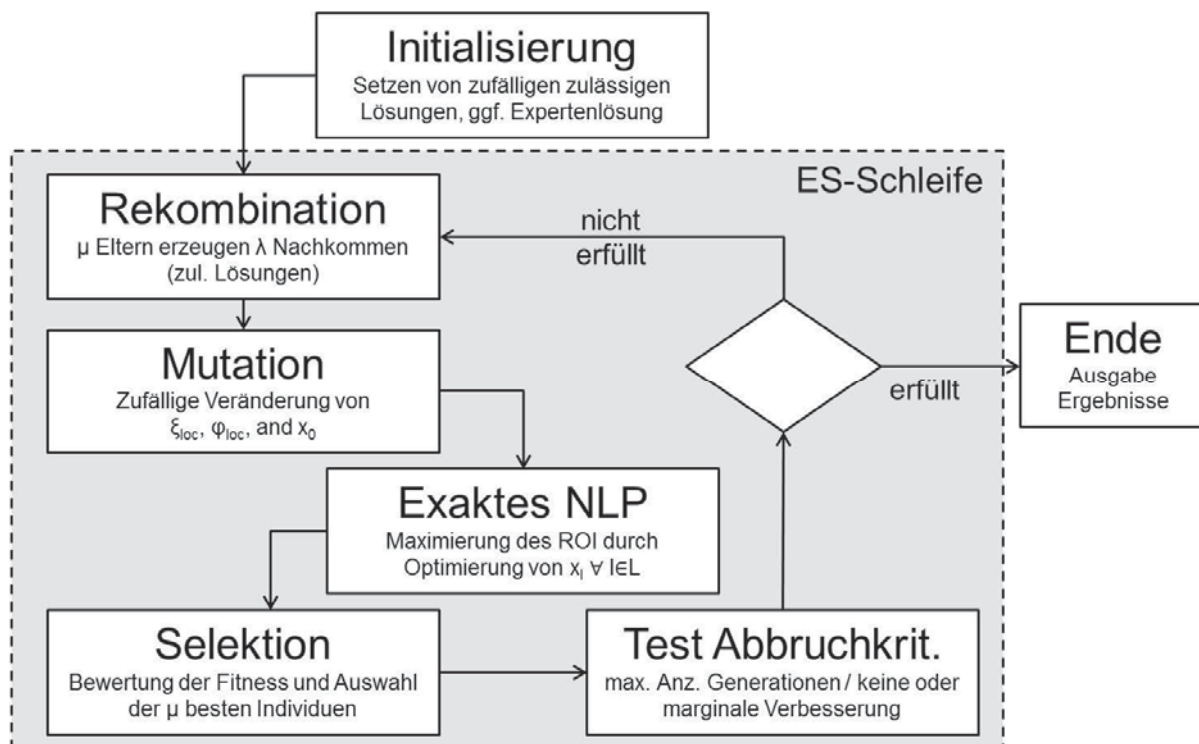 Initialisierung
Setzen von zufälligen zulässigen
Lösungen, ggf. Expertenlösung
ES-Schleife
Rekombination
μ Eltern erzeugen λ Nachkommen
(zul. Lösungen)
nicht
erfüllt
Mutation
Zufällige Veränderung von
ξloc, φloc, and x0
erfüllt
Ende
Ausgabe
Ergebnisse
Exaktes NLP
Maximierung des ROI durch
Optimierung von xl ∀ l∈L
Selektion
Bewertung der Fitness und Auswahl
der μ besten Individuen
Test Abbruchkrit.
max. Anz. Generationen / keine oder
marginale Verbesserung